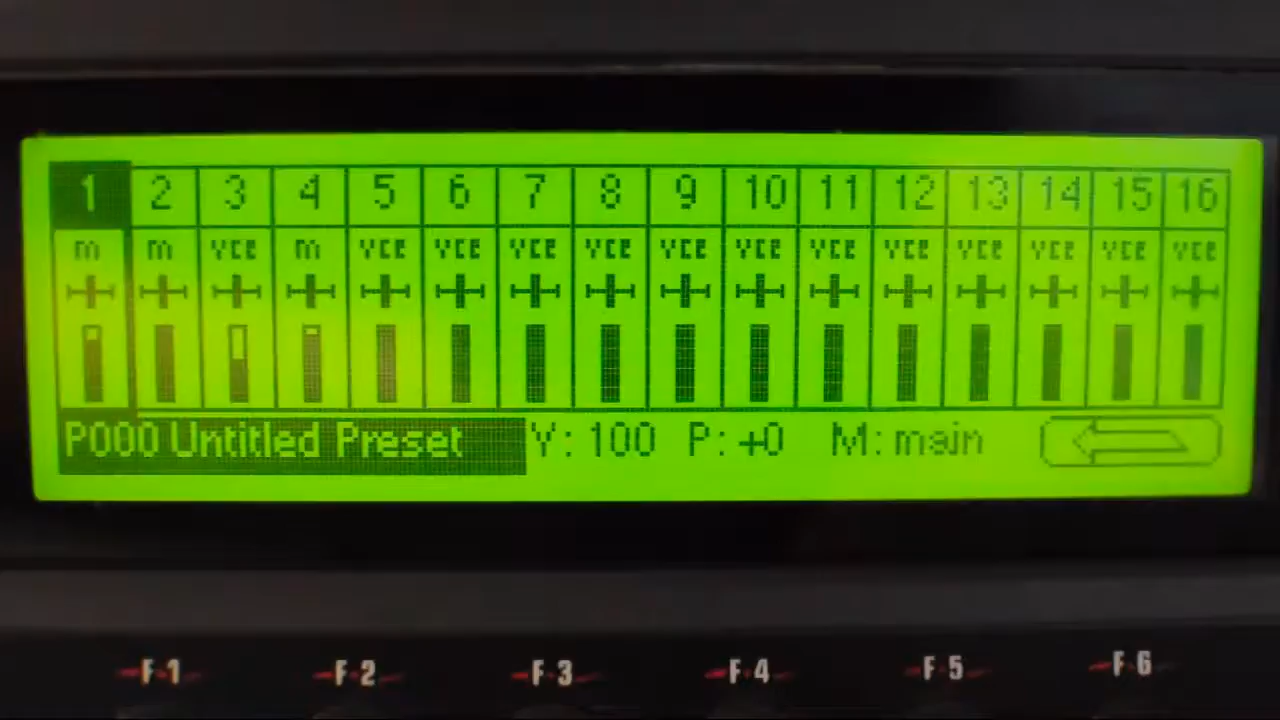 1 2 3 4 5 6 7 8 9 10 11 12 13 14 15 16
m m vce m vce vce vce vce vce vce vce vce vce vce vce vce
P000 Untitled Preset V: 100 P: +0 M: main
F1 F2 F3 F4 F5 F6